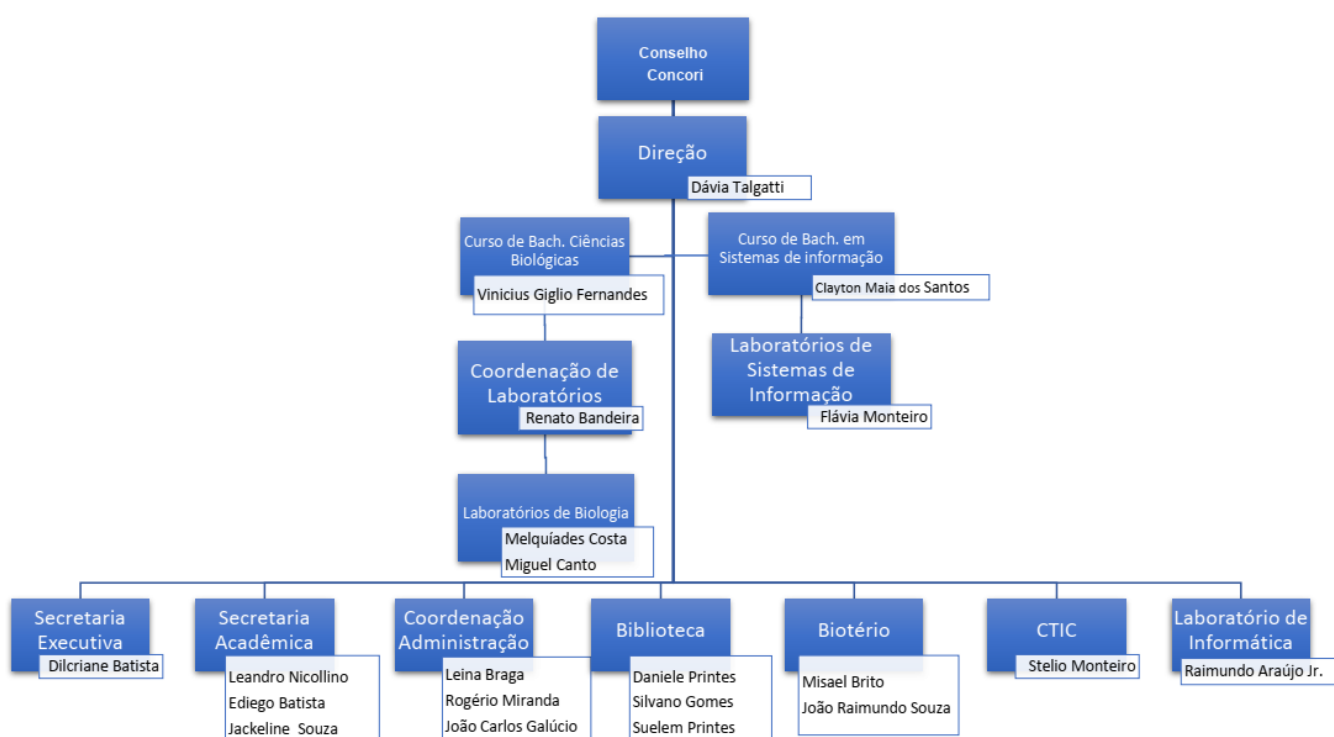 Conselho
Concori
Direção
Dávia Talgatti
Curso de Bach. Ciências
Biológicas
Vinicius Giglio Fernandes
Curso de Bach. em
Sistemas de informação
Clayton Maia dos Santos
Coordenação de
Laboratórios
Renato Bandeira
Laboratórios de
Sistemas de
Informação
Flávia Monteiro
Laboratórios de Biologia
Melquíades Costa
Miguel Canto
Secretaria
Executiva
Dilcriane Batista
Secretaria
Acadêmica
Leandro Nicollino
Ediego Batista
Jackeline Souza
Coordenação
Administração
Leina Braga
Rogério Miranda
João Carlos Galúcio
Biblioteca
Daniele Printes
Silvano Gomes
Suelem Printes
Biotério
Misael Brito
João Raimundo Souza
CTIC
Stelio Monteiro
Laboratório de
Informática
Raimundo Araújo Jr.